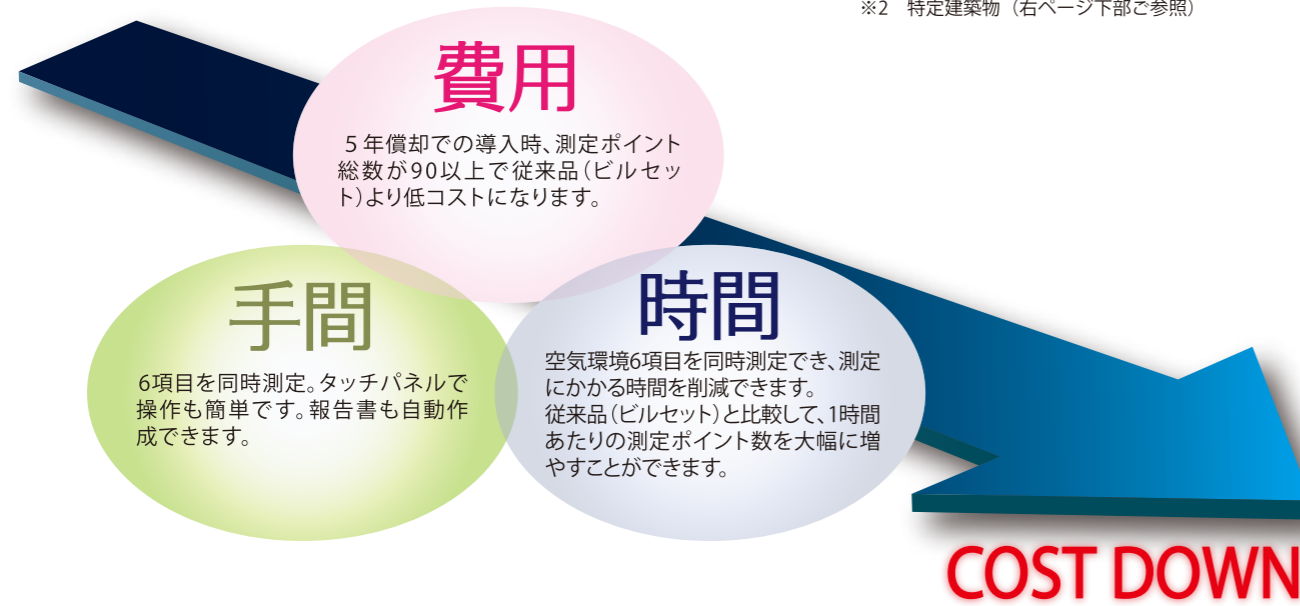 ※2 特定建築物（右ページ下部ご参照）
費用
5年償却での導入時、測定ポイント
総数が90以上で従来品（ビルセッ
ト）より低コストになります。
手間
6項目を同時測定。タッチパネルで
操作も簡単です。報告書も自動作
成できます。
時間
空気環境6項目を同時測定でき、測定
にかかる時間を削減できます。
従来品（ビルセット）と比較して、1時間
あたりの測定ポイント数を大幅に増
やすことができます。
COST DOWN